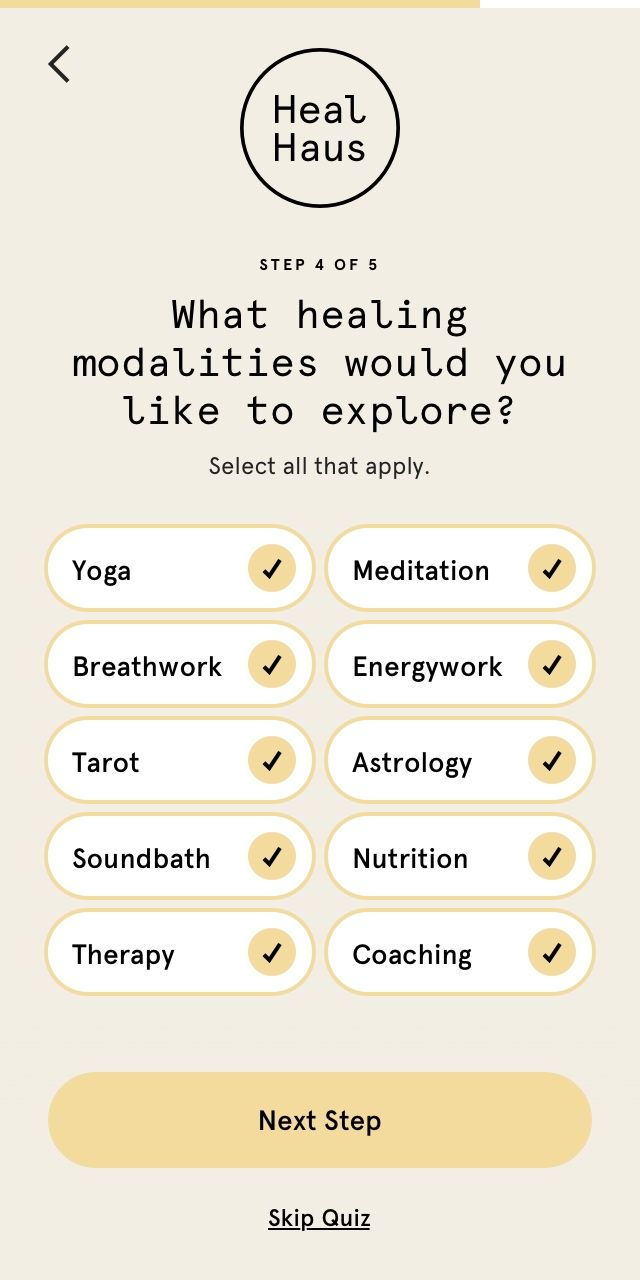 Heal
Haus
STEP 4 OF 5
What healing
modalities would you
like to explore?
Select all that apply.
Yoga
Meditation
Breathwork
Energywork
Tarot
Astrology
Soundbath
Nutrition
Therapy
Coaching
Next Step
Skip Quiz